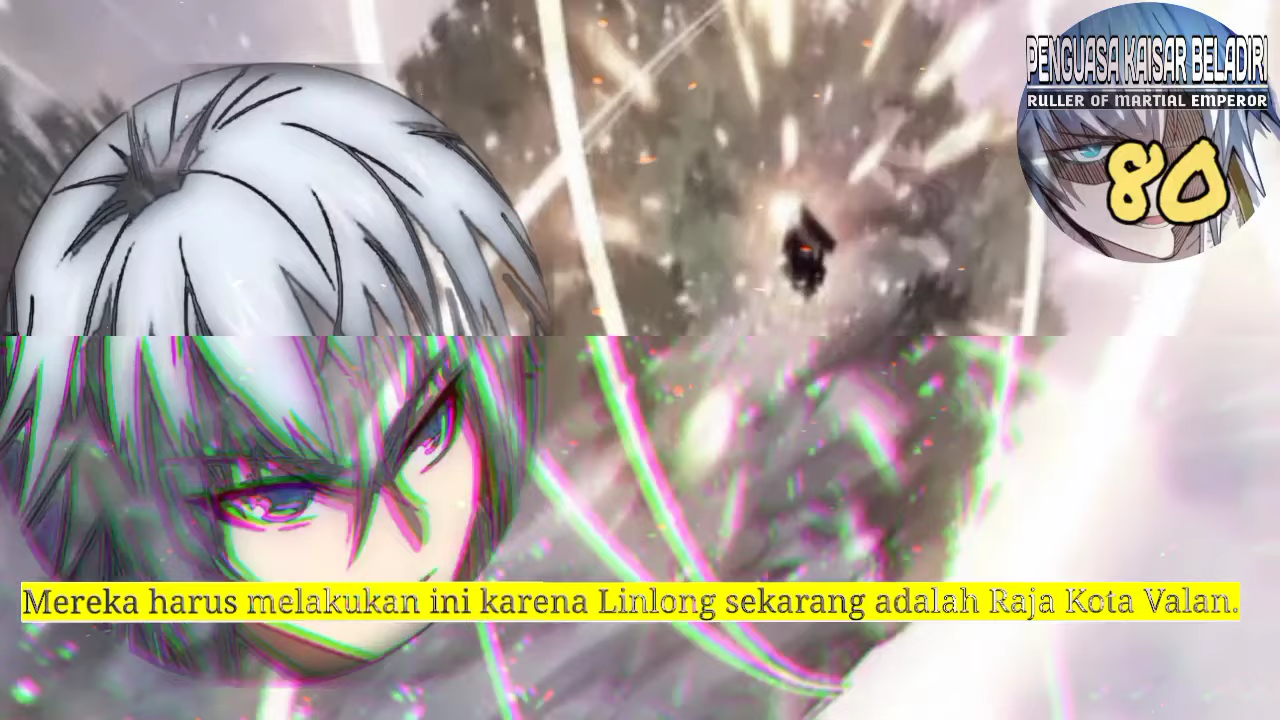 PENGUASA KAISAR BELADIRI
RULLER OF MARTIAL EMPEROR
80
Mereka harus melakukan ini karena Linlong sekarang adalah Raja Kota Valan.